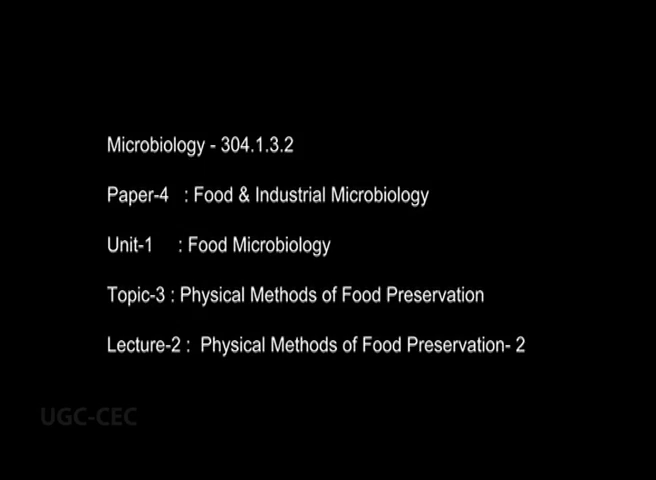 Microbiology - 304.1.3.2
Paper-4 : Food & Industrial Microbiology
Unit-1 : Food Microbiology
Topic-3 : Physical Methods of Food Preservation
Lecture-2 : Physical Methods of Food Preservation- 2
UGC-CEC